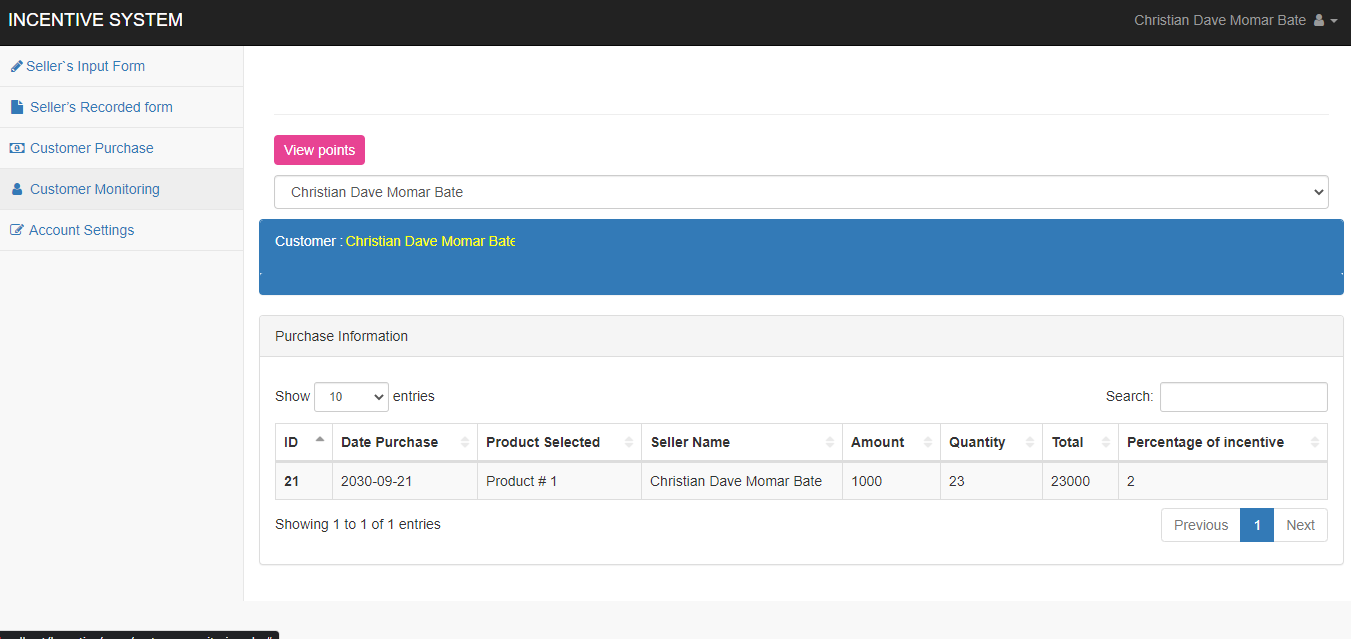 INCENTIVE SYSTEM
Christian Dave Momar Bate
Seller`s Input Form
Seller's Recorded form
Customer Purchase
Customer Monitoring
Account Settings
View points
Christian Dave Momar Bate
Customer : Christian Dave Momar Bate
Purchase Information
Show 10 entries Search:
ID Date Purchase Product Selected Seller Name Amount Quantity Total Percentage of incentive
21 2030-09-21 Product # 1 Christian Dave Momar Bate 1000 23 23000 2
Showing 1 to 1 of 1 entries
Previous 1 Next